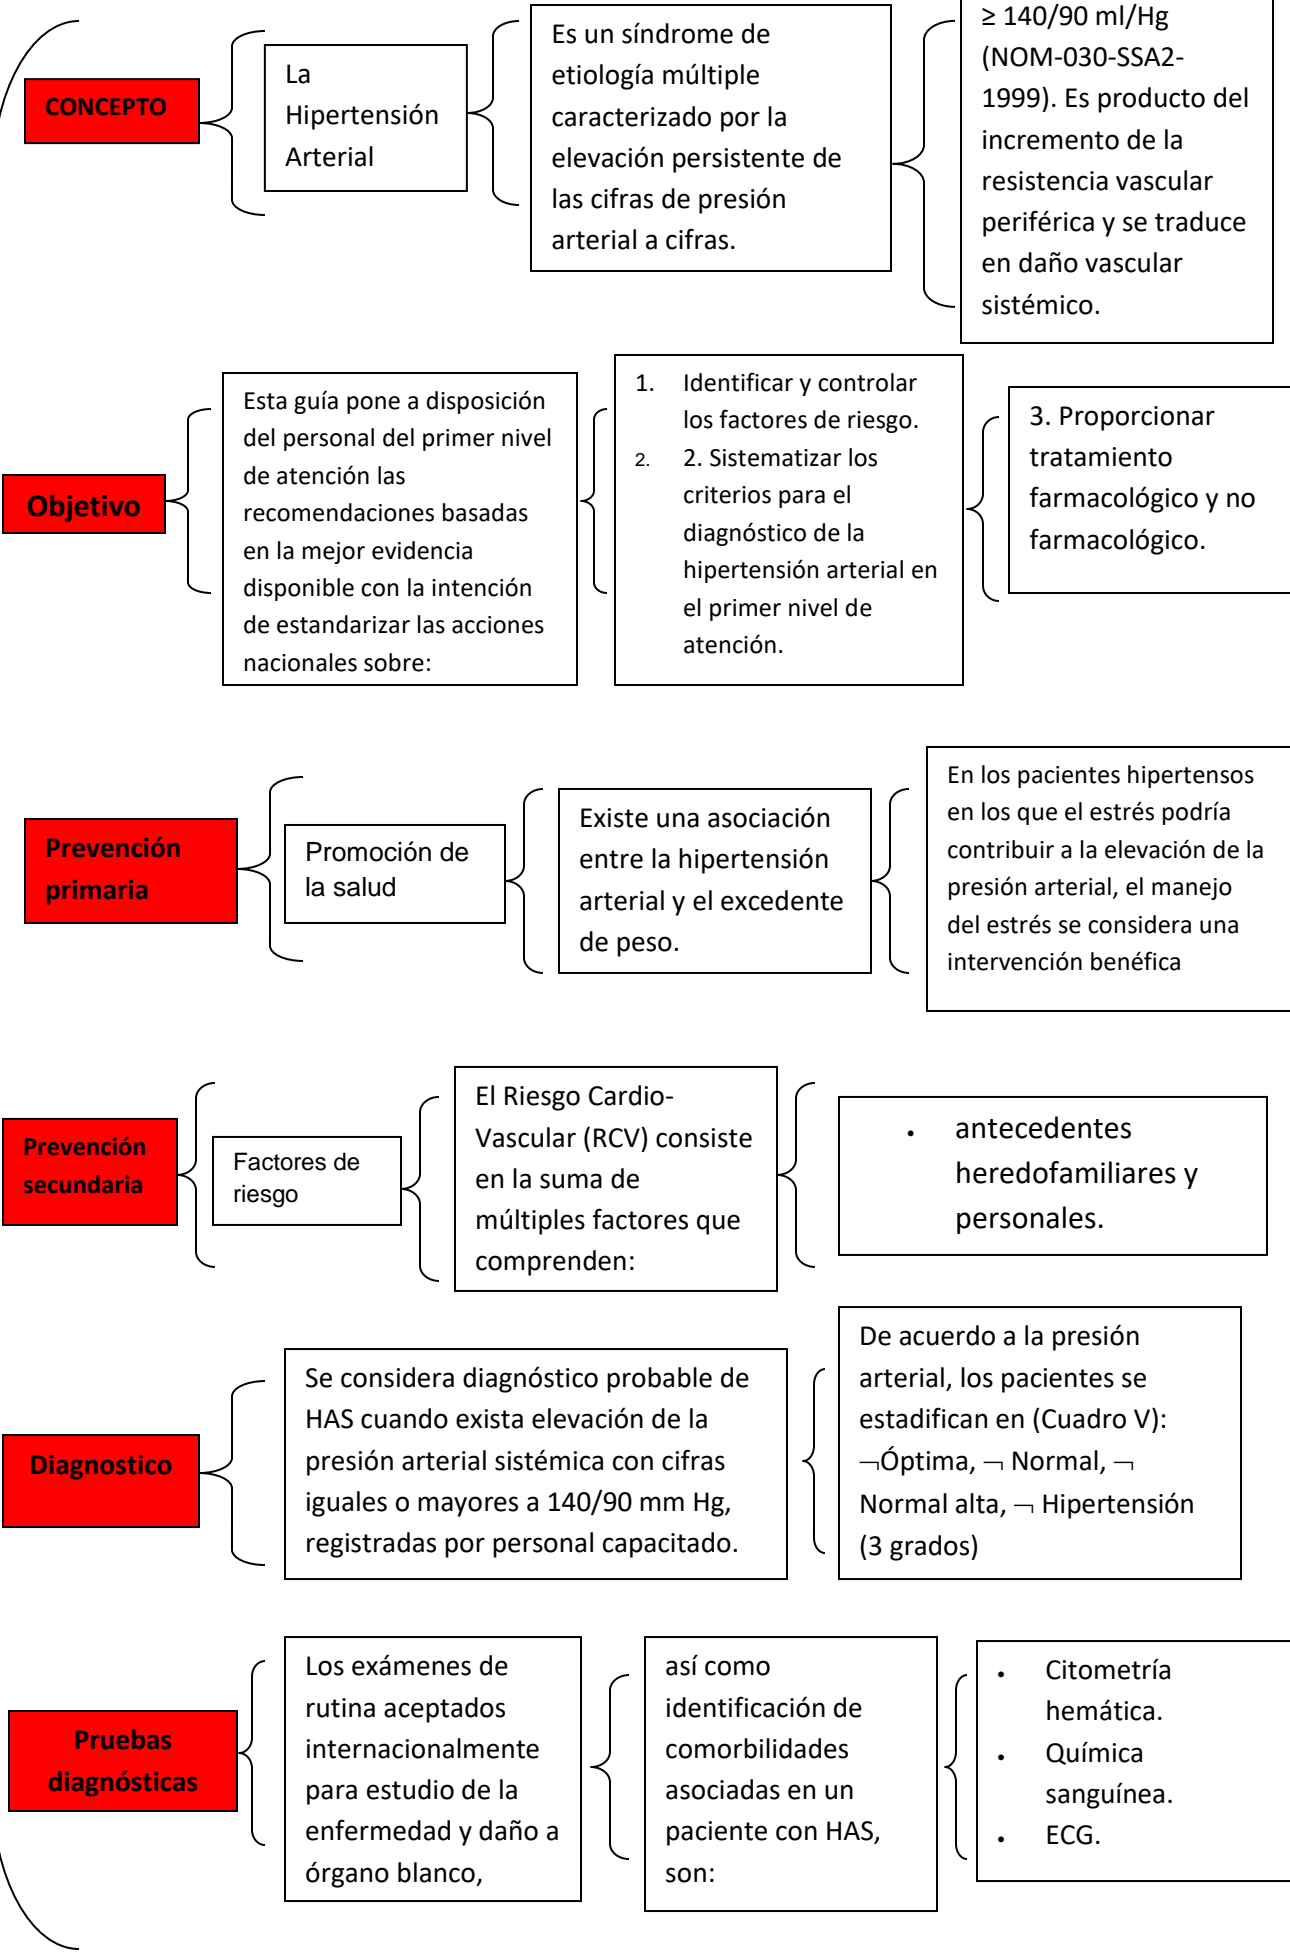 CONCEPTO
La
Hipertensión
Arterial
Es un síndrome de
etiología múltiple
caracterizado por la
elevación persistente de
las cifras de presión
arterial a cifras.
≥ 140/90 ml/Hg
(NOM-030-SSA2-
1999). Es producto del
incremento de la
resistencia vascular
periférica y se traduce
en daño vascular
sistémico.
Objetivo
Esta guía pone a disposición
del personal del primer nivel
de atención las
recomendaciones basadas
en la mejor evidencia
disponible con la intención
de estandarizar las acciones
nacionales sobre:
1. Identificar y controlar
los factores de riesgo.
2. 2. Sistematizar los
criterios para el
diagnóstico de la
hipertensión arterial en
el primer nivel de
atención.
3. Proporcionar
tratamiento
farmacológico y no
farmacológico.
Prevención
primaria
Promoción de
la salud
Existe una asociación
entre la hipertensión
arterial y el excedente
de peso.
En los pacientes hipertensos
en los que el estrés podría
contribuir a la elevación de la
presión arterial, el manejo
del estrés se considera una
intervención benéfica
Prevención
secundaria
Factores de
riesgo
El Riesgo Cardio-
Vascular (RCV) consiste
en la suma de
múltiples factores que
comprenden:
• antecedentes
heredofamiliares y
personales.
Diagnostico
Se considera diagnóstico probable de
HAS cuando exista elevación de la
presión arterial sistémica con cifras
iguales o mayores a 140/90 mm Hg,
registradas por personal capacitado.
De acuerdo a la presión
arterial, los pacientes se
estadifican en (Cuadro V):
¬Óptima, ¬ Normal, ¬
Normal alta, ¬ Hipertensión
(3 grados)
Pruebas
diagnósticas
Los exámenes de
rutina aceptados
internacionalmente
para estudio de la
enfermedad y daño a
órgano blanco,
así como
identificación de
comorbilidades
asociadas en un
paciente con HAS,
son:
• Citometría
hemática.
• Química
sanguínea.
• ECG.